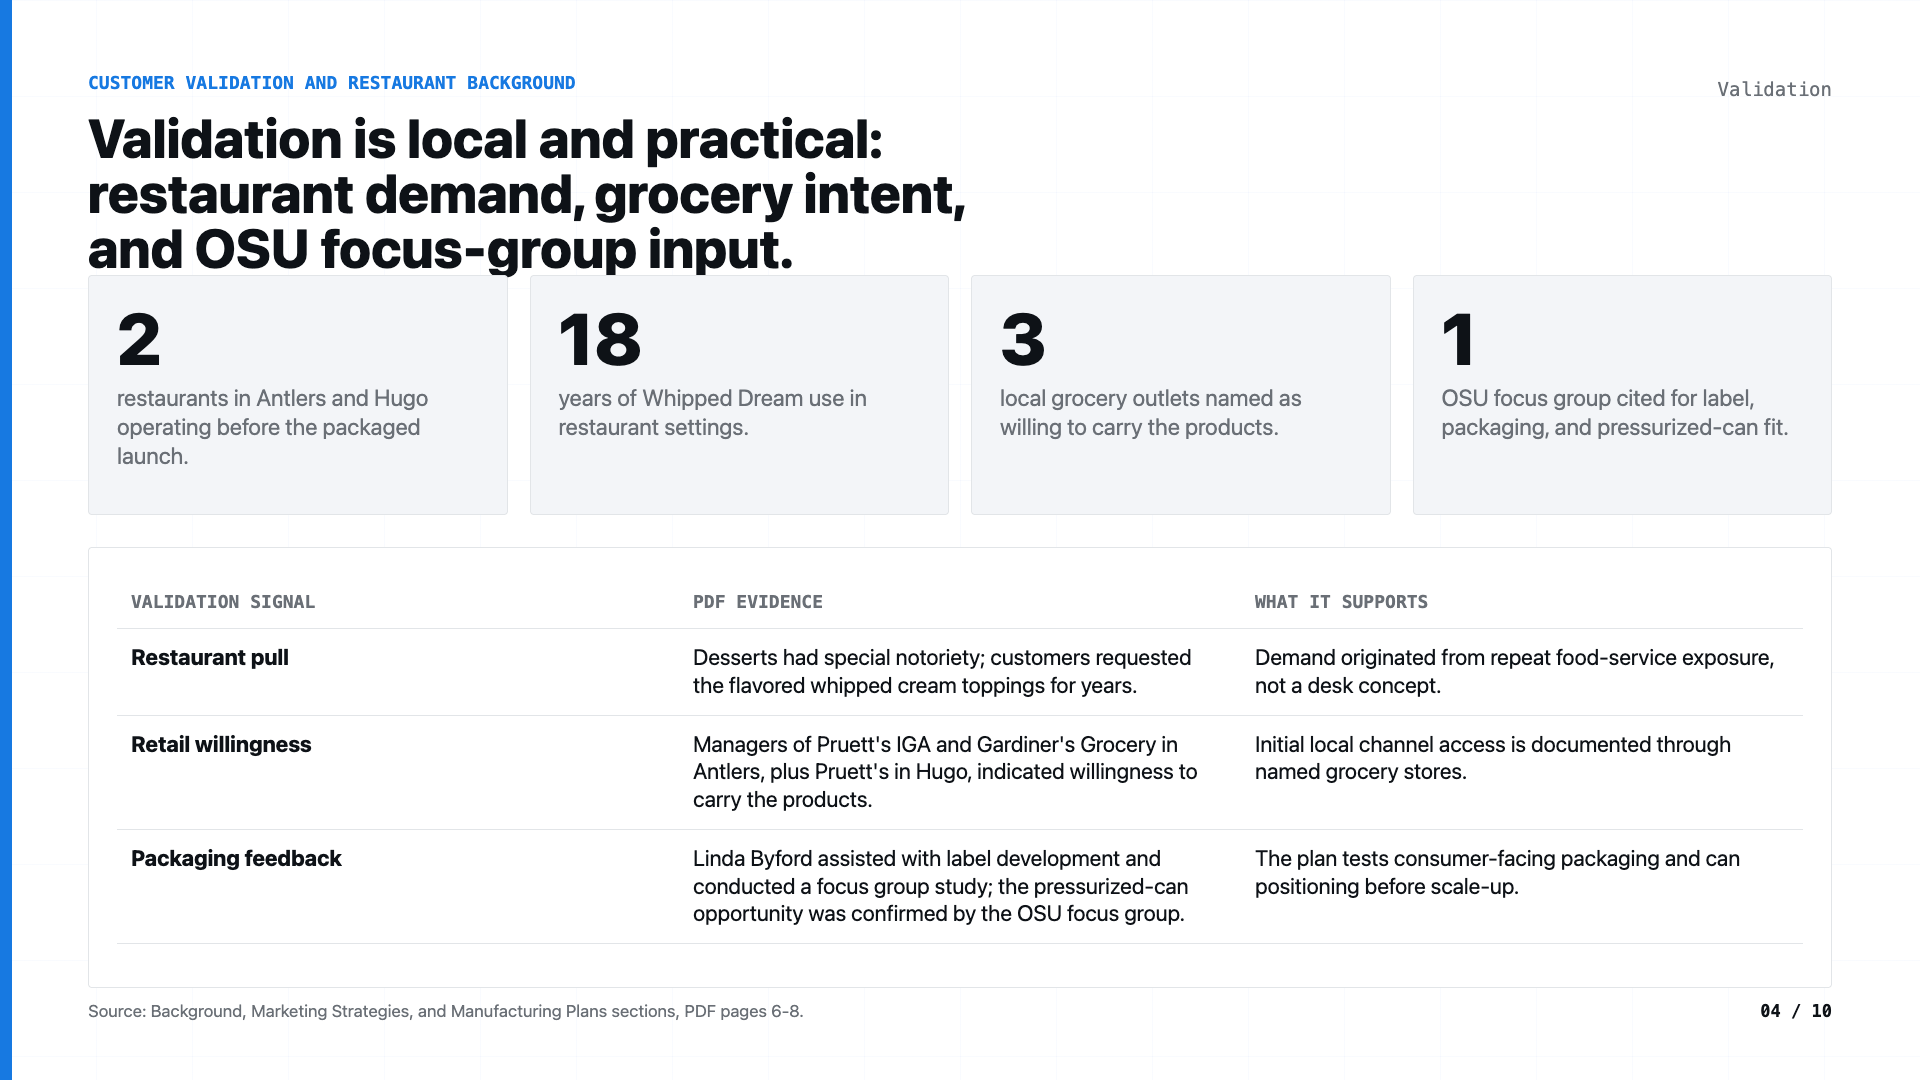 CUSTOMER VALIDATION AND RESTAURANT BACKGROUND
Validation
Validation is local and practical:
restaurant demand, grocery intent,
and OSU focus-group input.
2
restaurants in Antlers and Hugo
operating before the packaged
launch.
18
years of Whipped Dream use in
restaurant settings.
3
local grocery outlets named as
willing to carry the products.
1
OSU focus group cited for label,
packaging, and pressurized-can fit.
VALIDATION SIGNAL
PDF EVIDENCE
WHAT IT SUPPORTS
Restaurant pull
Desserts had special notoriety; customers requested
the flavored whipped cream toppings for years.
Demand originated from repeat food-service exposure,
not a desk concept.
Retail willingness
Managers of Pruett's IGA and Gardiner's Grocery in
Antlers, plus Pruett's in Hugo, indicated willingness to
carry the products.
Initial local channel access is documented through
named grocery stores.
Packaging feedback
Linda Byford assisted with label development and
conducted a focus group study; the pressurized-can
opportunity was confirmed by the OSU focus group.
The plan tests consumer-facing packaging and can
positioning before scale-up.
Source: Background, Marketing Strategies, and Manufacturing Plans sections, PDF pages 6-8.
04 / 10